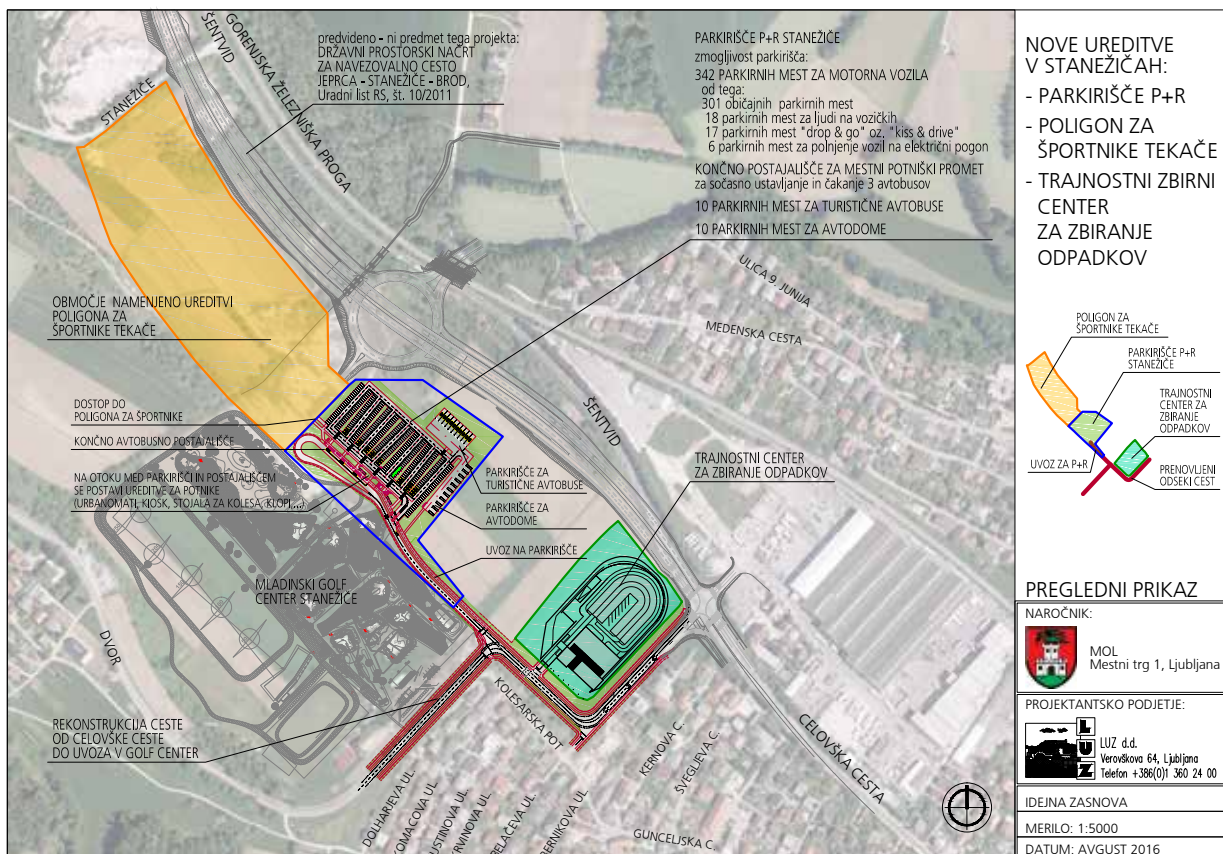 GORENJSKA ŽELEZNIŠKA PROGA
ŠENTVID
STANEŽIČE
predvideno - ni predmet tega projekta:
DRŽAVNI PROSTORSKI NAČRT
ZA NAVEZOVALNO CESTO
JEPRCA - STANEŽIČE - BROD,
Uradni list RS, št. 10/2011
PARKIRIŠČE P+R STANEŽIČE
zmogljivost parkirišča:
342 PARKIRNIH MEST ZA MOTORNA VOZILA
od tega:
301 običajnih parkirnih mest
18 parkirnih mest za ljudi na vozičkih
17 parkirnih mest "drop & go" oz. "kiss & drive"
6 parkirnih mest za polnjenje vozil na električni pogon
KONČNO POSTAJALIŠČE ZA MESTNI POTNIŠKI PROMET
za sočasno ustavljanje in čakanje 3 avtobusov
10 PARKIRNIH MEST ZA TURISTIČNE AVTOBUSE
10 PARKIRNIH MEST ZA AVTODOME
ULICA 9. JUNIJA
MEDENSKA CESTA
OBMOČJE NAMENJENO UREDITVI
POLIGONA ZA
ŠPORTNIKE TEKAČE
DOSTOP DO
POLIGONA ZA ŠPORTNIKE
KONČNO AVTOBUSNO POSTAJALIŠČE
NA OTOKU MED PARKIRIŠČI IN POSTAJALIŠČEM
SE POSTAVI UREDITVE ZA POTNIKE
(URBANOMATI, KIOSK, STOJALA ZA KOLESA, KLOPI,...)
ŠENTVID
TRAJNOSTNI CENTER
ZA ZBIRANJE ODPADKOV
PARKIRIŠČE ZA
TURISTIČNE AVTOBUSE
PARKIRIŠČE ZA
AVTODOME
UVOZ NA PARKIRIŠČE
MLADINSKI GOLF
CENTER STANEŽIČE
DVOR
REKONSTRUKCIJA CESTE
OD CELOVŠKE CESTE
DO UVOZA V GOLF CENTER
KOLESARSKA POT
KERNOVA C.
ŠVEGLJEVA C.
CELOVŠKA CESTA
GUNCELJSKA C.
DOLHARJEVA UL.
NOVE UREDITVE
V STANEŽIČAH:
- PARKIRIŠČE P+R
- POLIGON ZA
ŠPORTNIKE TEKAČE
- TRAJNOSTNI ZBIRNI
CENTER
ZA ZBIRANJE
ODPADKOV
POLIGON ZA
ŠPORTNIKE TEKAČE
PARKIRIŠČE P+R
STANEŽIČE
TRAJNOSTNI
CENTER ZA
ZBIRANJE
ODPADKOV
UVOZ ZA P+R
PRENOVLJENI
ODSEKI CEST
PREGLEDNI PRIKAZ
NAROČNIK:
MOL
Mestni trg 1, Ljubljana
PROJEKTANTSKO PODJETJE:
L
U
Z
LUZ d.d.
Verovškova 64, Ljubljana
Telefon +386(0)1 360 24 00
IDEJNA ZASNOVA
MERILO: 1:5000
DATUM: AVGUST 2016